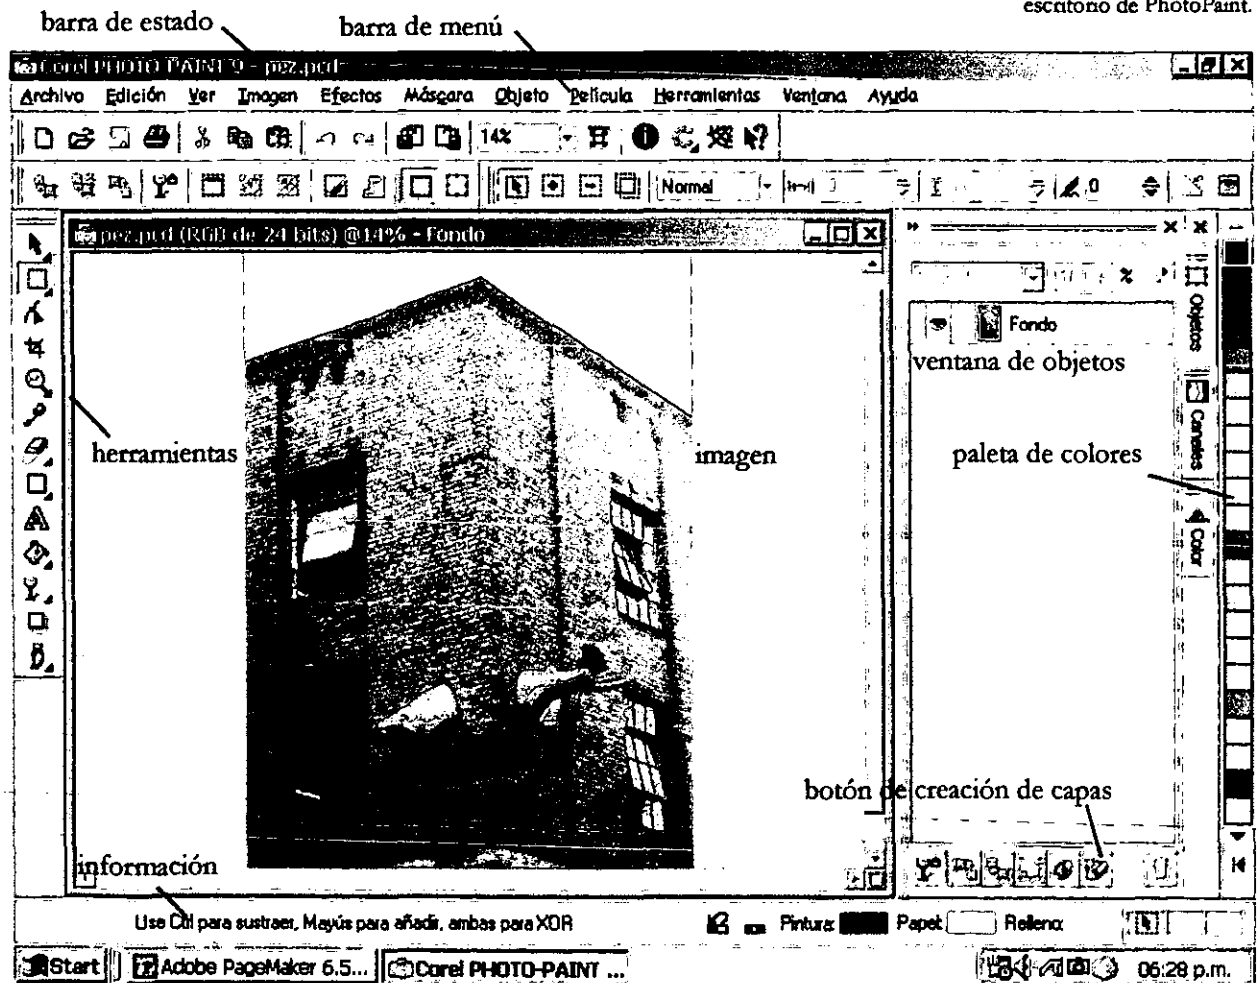 escritorio de PhotoPaint.
barra de estado
barra de menú
Corel PHOTO-PAINT 9 - pez.pcd
Archivo Edición Ver Imagen Efectos Máscara Objeto Película Herramientas Ventana Ayuda
14%
Normal 0
pez.pcd (RGB de 24 bits) @14% - Fondo
%
Objetos
Fondo
ventana de objetos
Canales
herramientas
imagen
paleta de colores
Color
botón de creación de capas
información
Use Ctrl para sustraer, Mayús para añadir, ambas para XOR
Pintura: Papel: Relleno:
Start Adobe PageMaker 6.5... Corel PHOTO-PAINT ... 06:28 p.m.